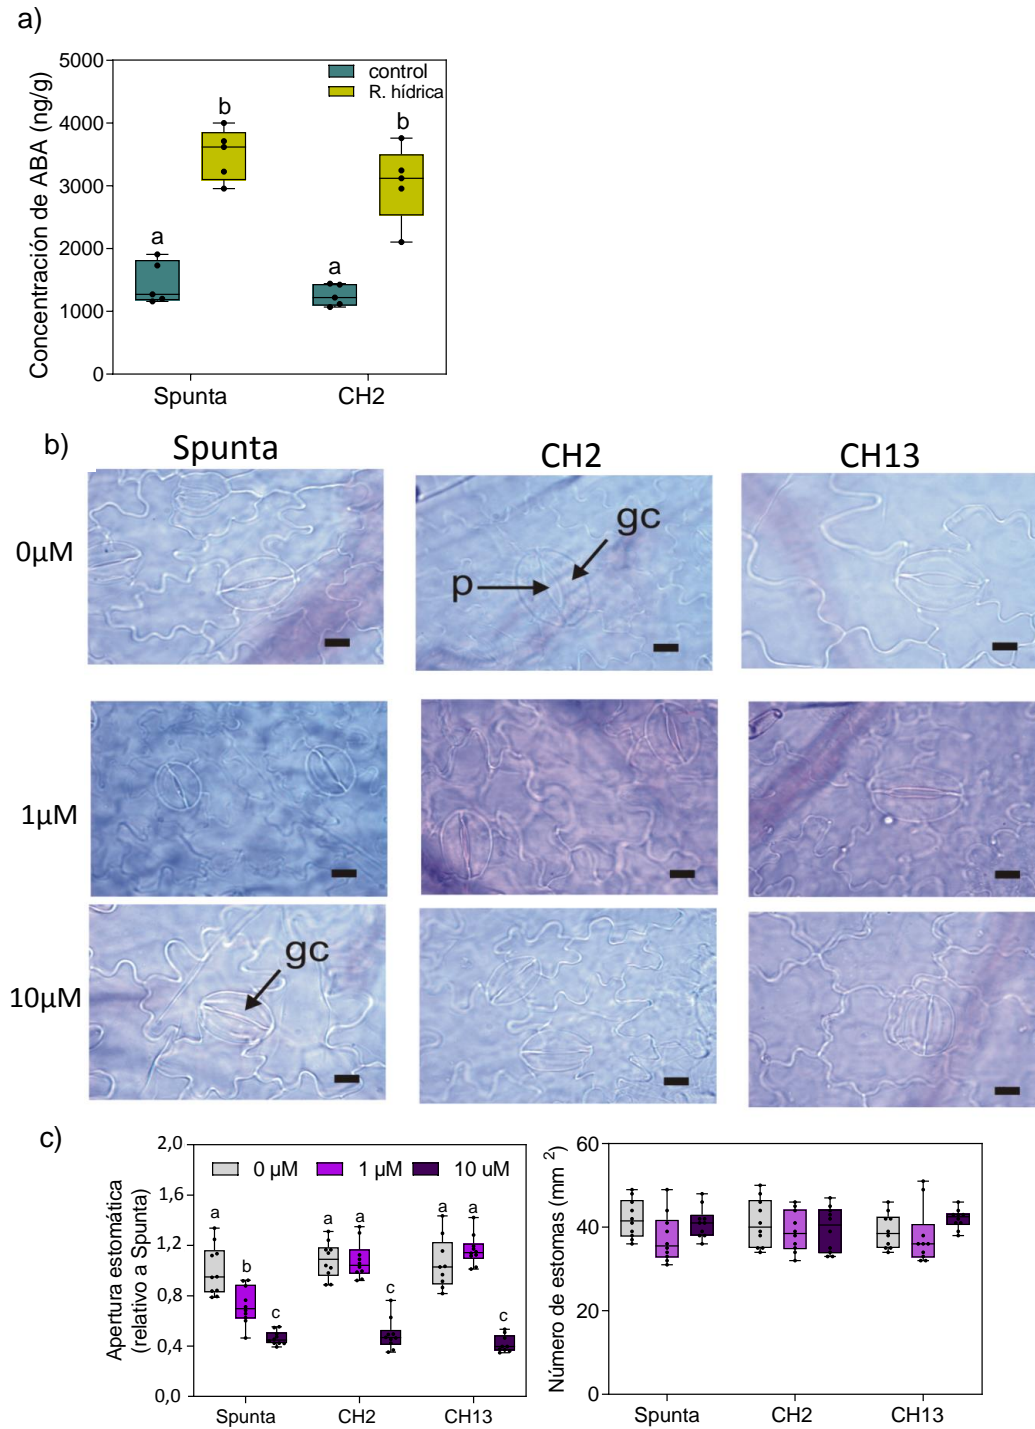 a)
5000
4000
3000
2000
1000
0
Concentración de ABA (ng/g)
control
R. hídrica
a
b
a
b
Spunta
CH2
b)
Spunta
CH2
CH13
0µM
p
gc
1µM
10µM
gc
c)
2,0
1,6
1,2
0,8
0,4
0,0
Apertura estomática
(relativo a Spunta)
0 µM
1 µM
10 uM
a
b
c
a
a
c
a
a
c
Spunta
CH2
CH13
60
40
20
0
Número de estomas (mm 2)
Spunta
CH2
CH13